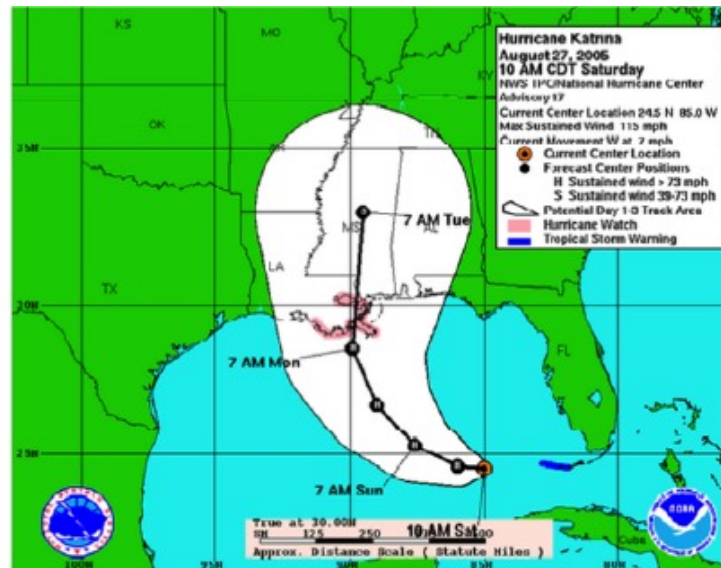 Hurricane Katrina
August 27, 2005
10 AM CDT Saturday
NWS TPC/National Hurricane Center
Advisory 17
Current Center Location 24.5 N 85.0 W
Max Sustained Wind 115 mph
Current Movement W at 7 mph
Current Center Location
Forecast Center Positions
H Sustained wind > 73 mph
S Sustained wind 39-73 mph
Potential Day 1-3 Track Area
Hurricane Watch
Tropical Storm Warning
KS
MO
KY
OK
TN
35N
7 AM Tue
MS
AL
LA
TX
7 AM Mon
FL
H
H
25N
7 AM Sun
10 AM Sat
True at 30.00N
SM 125 250
Approx. Distance Scale ( Statute Miles )
NOAA
Cuba
100W
85W
80W